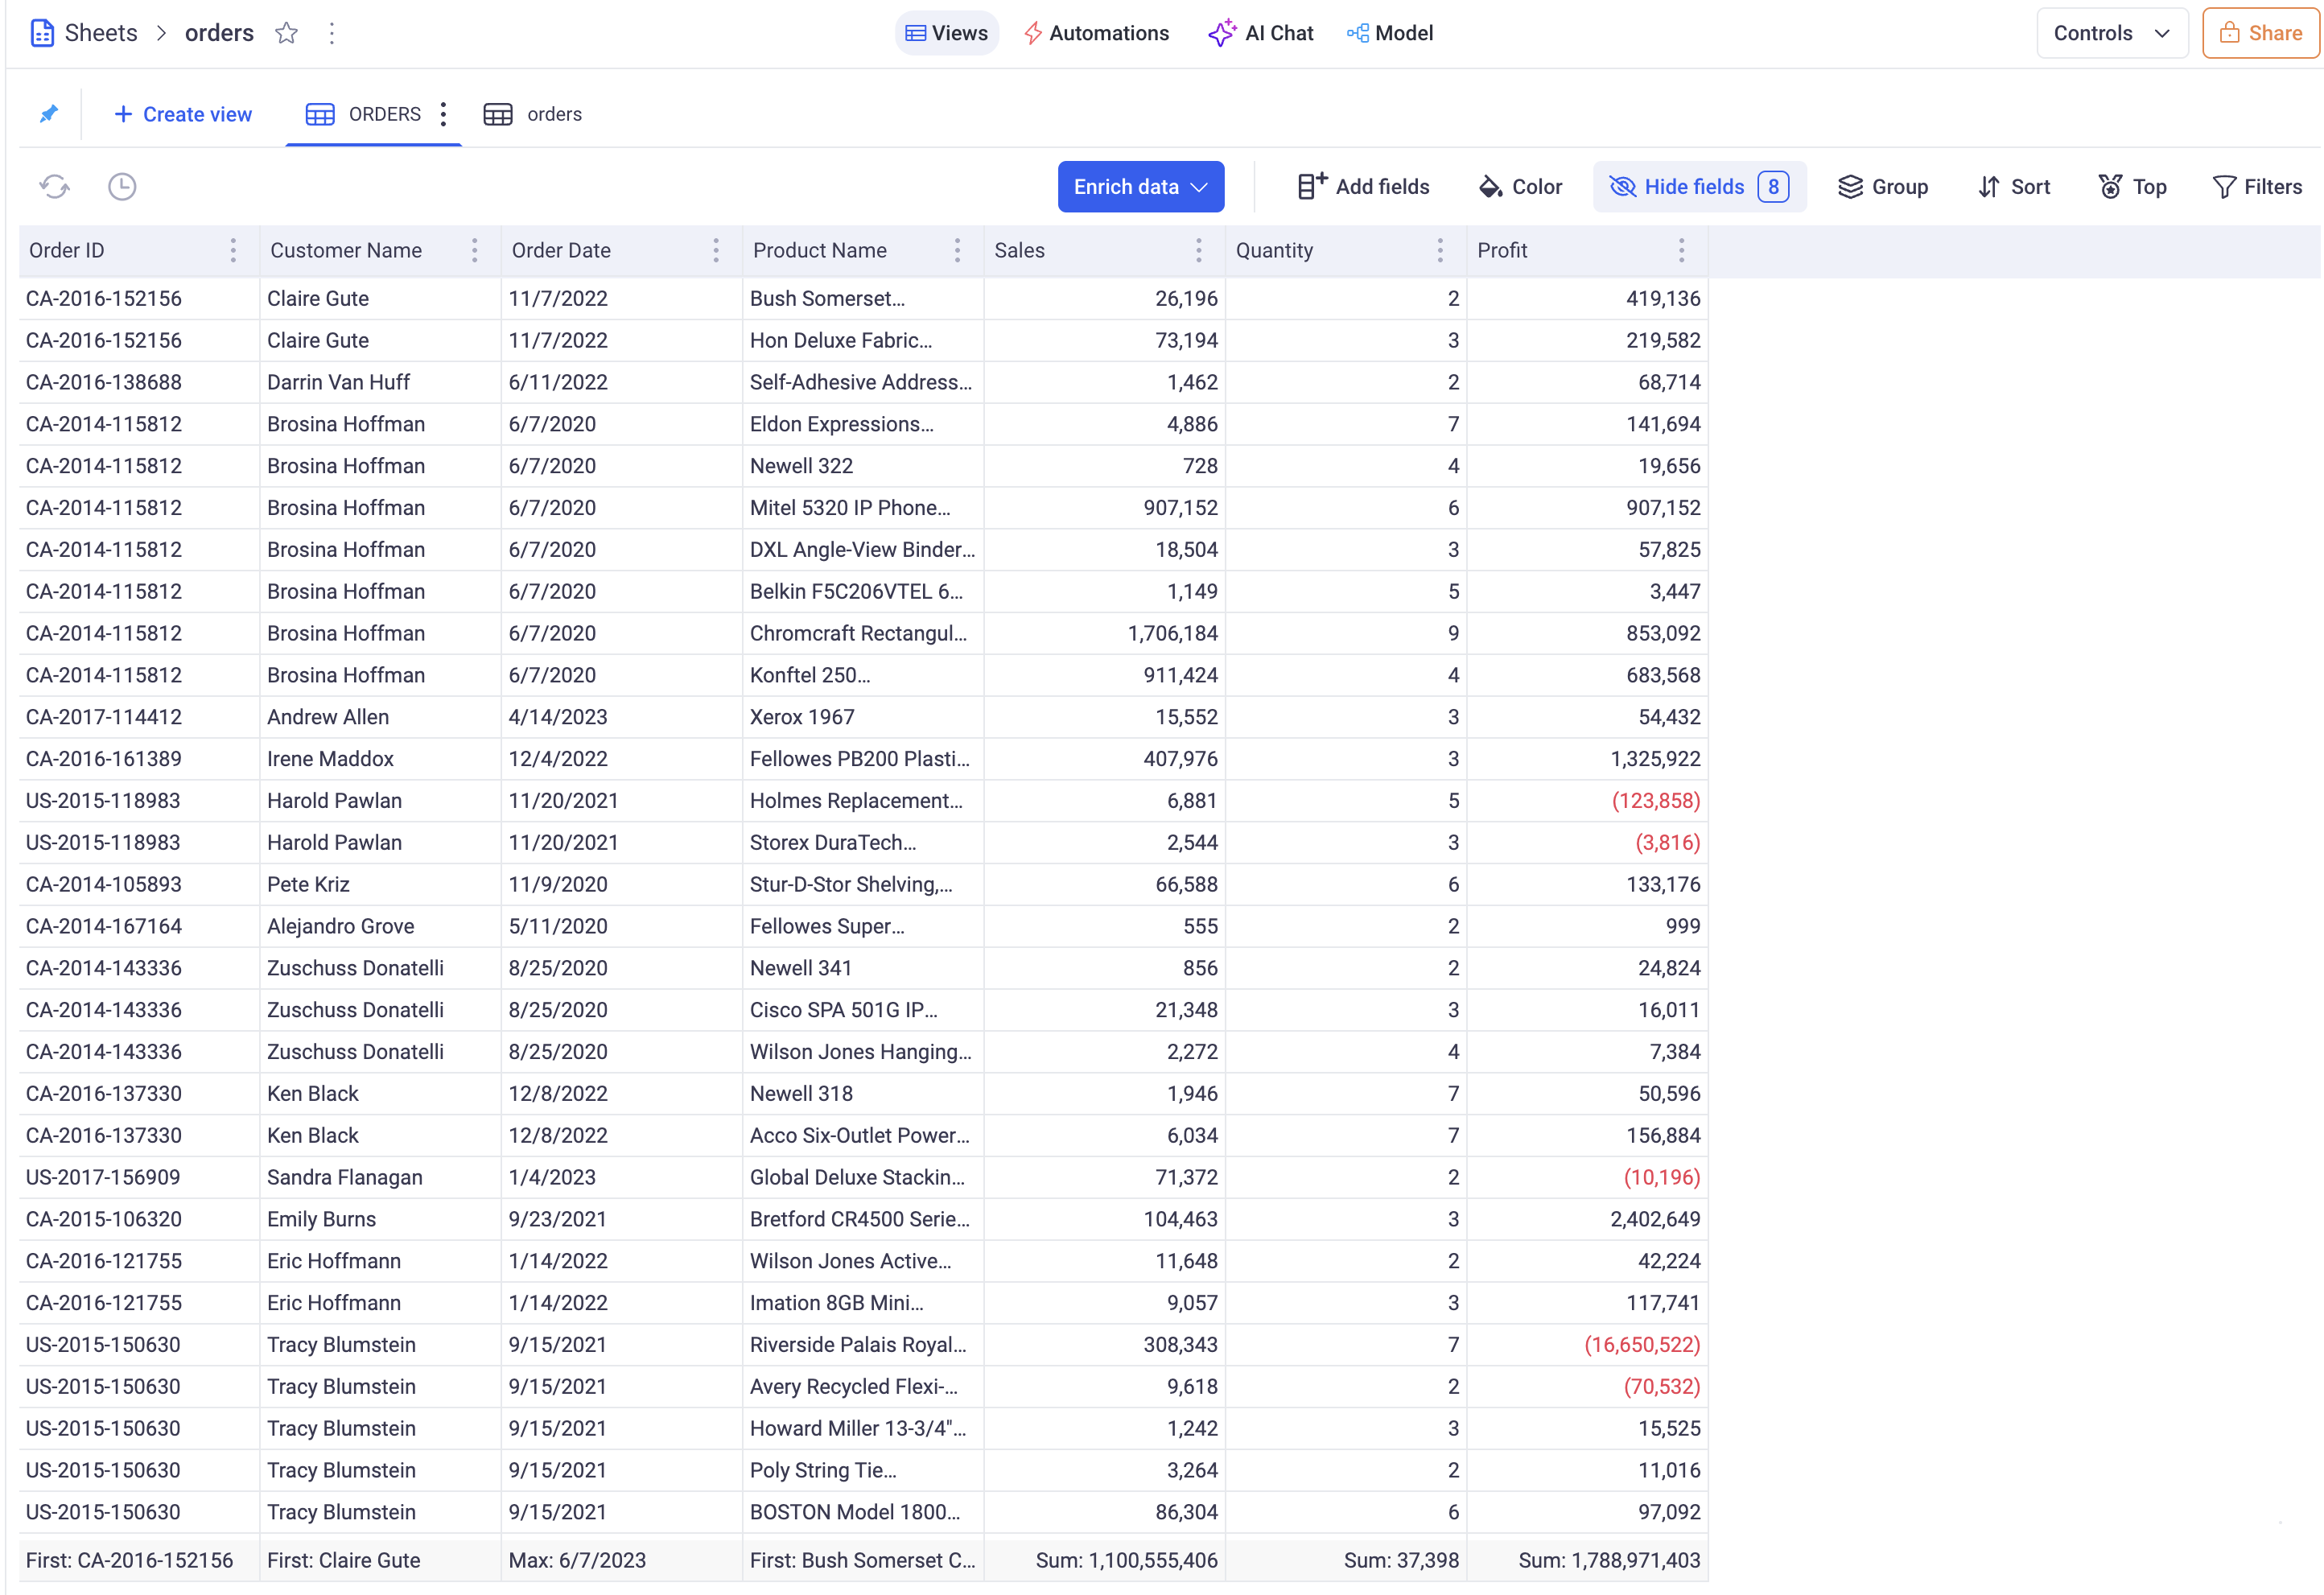 Sheets > orders Views Automations AI Chat Model Controls Share
+ Create view ORDERS orders
Enrich data Add fields Color Hide fields 8 Group Sort Top Filters
Order ID Customer Name Order Date Product Name Sales Quantity Profit
CA-2016-152156 Claire Gute 11/7/2022 Bush Somerset... 26,196 2 419,136
CA-2016-152156 Claire Gute 11/7/2022 Hon Deluxe Fabric... 73,194 3 219,582
CA-2016-138688 Darrin Van Huff 6/11/2022 Self-Adhesive Address... 1,462 2 68,714
CA-2014-115812 Brosina Hoffman 6/7/2020 Eldon Expressions... 4,886 7 141,694
CA-2014-115812 Brosina Hoffman 6/7/2020 Newell 322 728 4 19,656
CA-2014-115812 Brosina Hoffman 6/7/2020 Mitel 5320 IP Phone... 907,152 6 907,152
CA-2014-115812 Brosina Hoffman 6/7/2020 DXL Angle-View Binder... 18,504 3 57,825
CA-2014-115812 Brosina Hoffman 6/7/2020 Belkin F5C206VTEL 6... 1,149 5 3,447
CA-2014-115812 Brosina Hoffman 6/7/2020 Chromcraft Rectangul... 1,706,184 9 853,092
CA-2014-115812 Brosina Hoffman 6/7/2020 Konftel 250... 911,424 4 683,568
CA-2017-114412 Andrew Allen 4/14/2023 Xerox 1967 15,552 3 54,432
CA-2016-161389 Irene Maddox 12/4/2022 Fellowes PB200 Plasti... 407,976 3 1,325,922
US-2015-118983 Harold Pawlan 11/20/2021 Holmes Replacement... 6,881 5 (123,858)
US-2015-118983 Harold Pawlan 11/20/2021 Storex DuraTech... 2,544 3 (3,816)
CA-2014-105893 Pete Kriz 11/9/2020 Stur-D-Stor Shelving,... 66,588 6 133,176
CA-2014-167164 Alejandro Grove 5/11/2020 Fellowes Super... 555 2 999
CA-2014-143336 Zuschuss Donatelli 8/25/2020 Newell 341 856 2 24,824
CA-2014-143336 Zuschuss Donatelli 8/25/2020 Cisco SPA 501G IP... 21,348 3 16,011
CA-2014-143336 Zuschuss Donatelli 8/25/2020 Wilson Jones Hanging... 2,272 4 7,384
CA-2016-137330 Ken Black 12/8/2022 Newell 318 1,946 7 50,596
CA-2016-137330 Ken Black 12/8/2022 Acco Six-Outlet Power... 6,034 7 156,884
US-2017-156909 Sandra Flanagan 1/4/2023 Global Deluxe Stackin... 71,372 2 (10,196)
CA-2015-106320 Emily Burns 9/23/2021 Bretford CR4500 Serie... 104,463 3 2,402,649
CA-2016-121755 Eric Hoffmann 1/14/2022 Wilson Jones Active... 11,648 2 42,224
CA-2016-121755 Eric Hoffmann 1/14/2022 Imation 8GB Mini... 9,057 3 117,741
US-2015-150630 Tracy Blumstein 9/15/2021 Riverside Palais Royal... 308,343 7 (16,650,522)
US-2015-150630 Tracy Blumstein 9/15/2021 Avery Recycled Flexi-... 9,618 2 (70,532)
US-2015-150630 Tracy Blumstein 9/15/2021 Howard Miller 13-3/4"... 1,242 3 15,525
US-2015-150630 Tracy Blumstein 9/15/2021 Poly String Tie... 3,264 2 11,016
US-2015-150630 Tracy Blumstein 9/15/2021 BOSTON Model 1800... 86,304 6 97,092
First: CA-2016-152156 First: Claire Gute Max: 6/7/2023 First: Bush Somerset C... Sum: 1,100,555,406 Sum: 37,398 Sum: 1,788,971,403